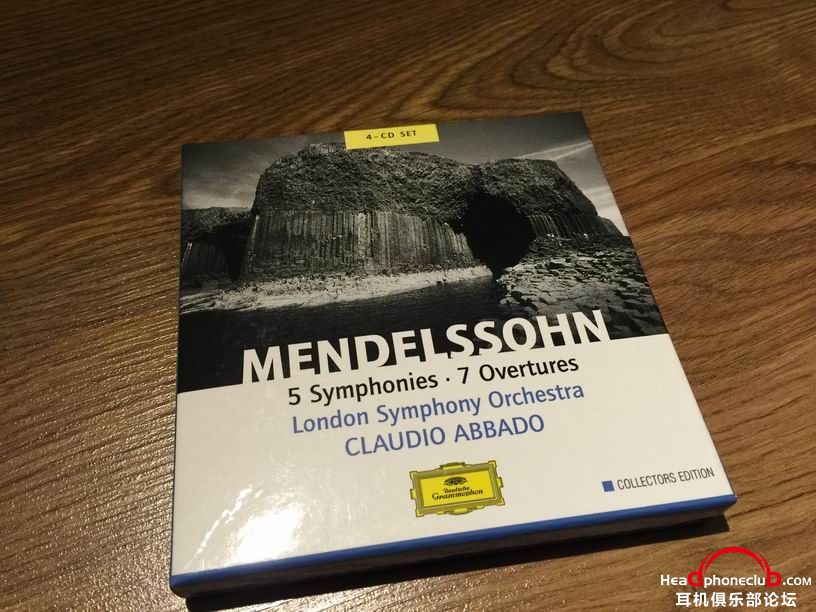 4-CD SET
MENDELSSOHN
5 Symphonies · 7 Overtures
London Symphony Orchestra
CLAUDIO ABBADO
Deutsche
Grammophon
COLLECTORS EDITION
Headphoneclub.com
耳机俱乐部论坛